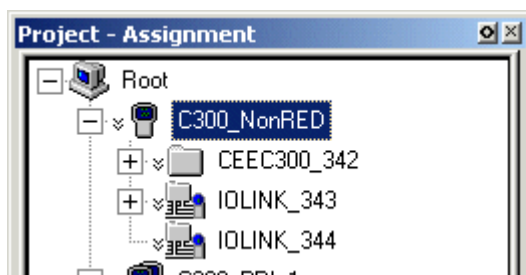 Project - Assignment
Root
C300_NonRED
CEEC300_342
IOLINK_343
IOLINK_344